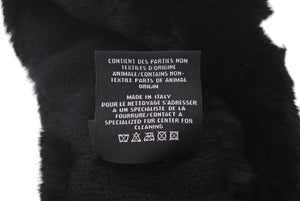 CONTIENT DES PARTIES NON
TEXTILES D'ORIGINE
ANIMALE/CONTAINS NON-
TEXTILE PARTS OF ANIMAL
ORIGIN
MADE IN ITALY
POUR LE NETTOYAGE S'ADRESSER
A UN SPECIALISTE DE LA
FOURRURE/CONTACT A
SPECIALIZED FUR CENTER FOR
CLEANING